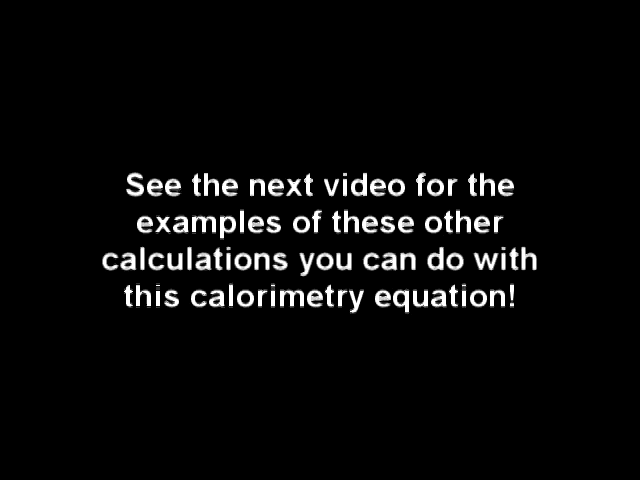 See the next video for the
examples of these other
calculations you can do with
this calorimetry equation!